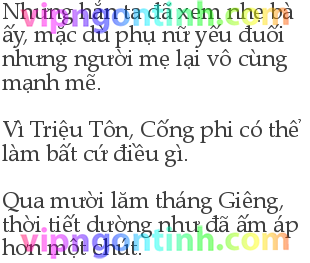 Nhưng hắn ta đã xem nhẹ bà
vipngontinh.com
ấy, mặc dù phụ nữ yếu đuối
nhưng người mẹ lại vô cùng
mạnh mẽ.
Vì Triệu Tôn, Cống phi có thể
làm bất cứ điều gì.
Qua mười lăm tháng Giêng,
thời tiết dường như đã ấm áp
vipngontinh.com
hơn một chút.